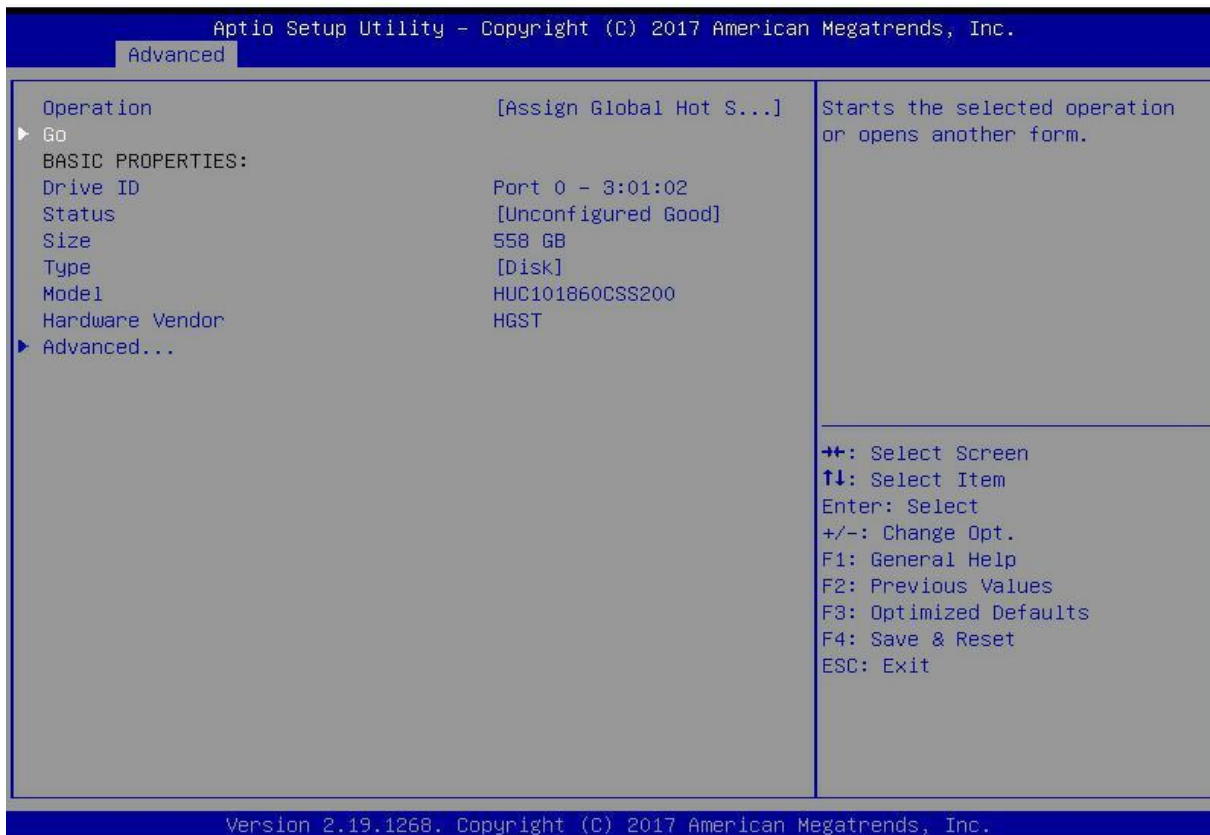 Aptio Setup Utility – Copyright (C) 2017 American Megatrends, Inc.
Advanced
Operation [Assign Global Hot S...]
▶ Go
BASIC PROPERTIES:
Drive ID Port 0 – 3:01:02
Status [Unconfigured Good]
Size 558 GB
Type [Disk]
Model HUC101860CSS200
Hardware Vendor HGST
▶ Advanced...
Starts the selected operation
or opens another form.
→←: Select Screen
↑↓: Select Item
Enter: Select
+/-: Change Opt.
F1: General Help
F2: Previous Values
F3: Optimized Defaults
F4: Save & Reset
ESC: Exit
Version 2.19.1268. Copyright (C) 2017 American Megatrends, Inc.